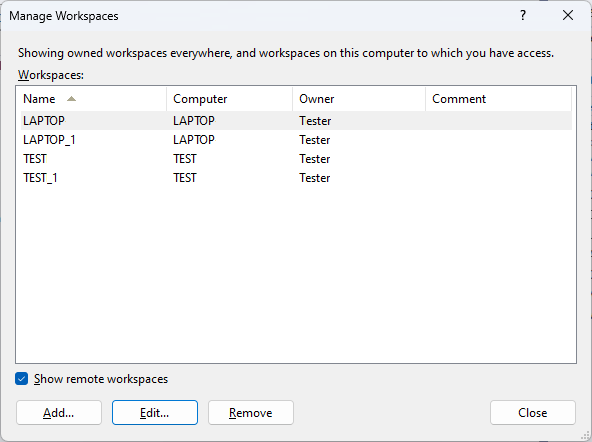 Manage Workspaces ?
Showing owned workspaces everywhere, and workspaces on this computer to which you have access.
Workspaces:
Name Computer Owner Comment
LAPTOP LAPTOP Tester
LAPTOP_1 LAPTOP Tester
TEST TEST Tester
TEST_1 TEST Tester
Show remote workspaces
Add... Edit... Remove Close